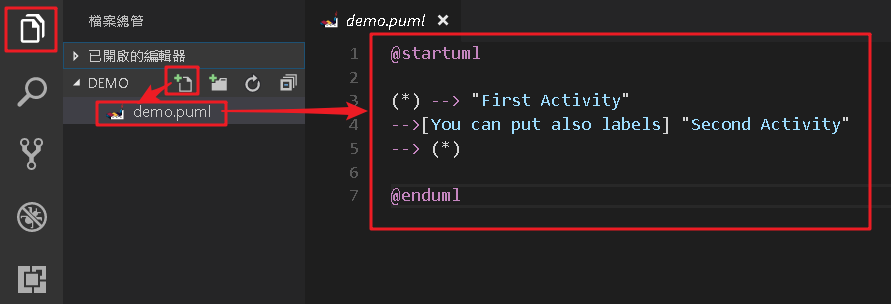 檔案總管
已開啟的編輯器
DEMO
demo.puml
demo.puml
1 @startuml
2
3 (*) --> "First Activity"
4 -->[You can put also labels] "Second Activity"
5 --> (*)
6
7 @enduml